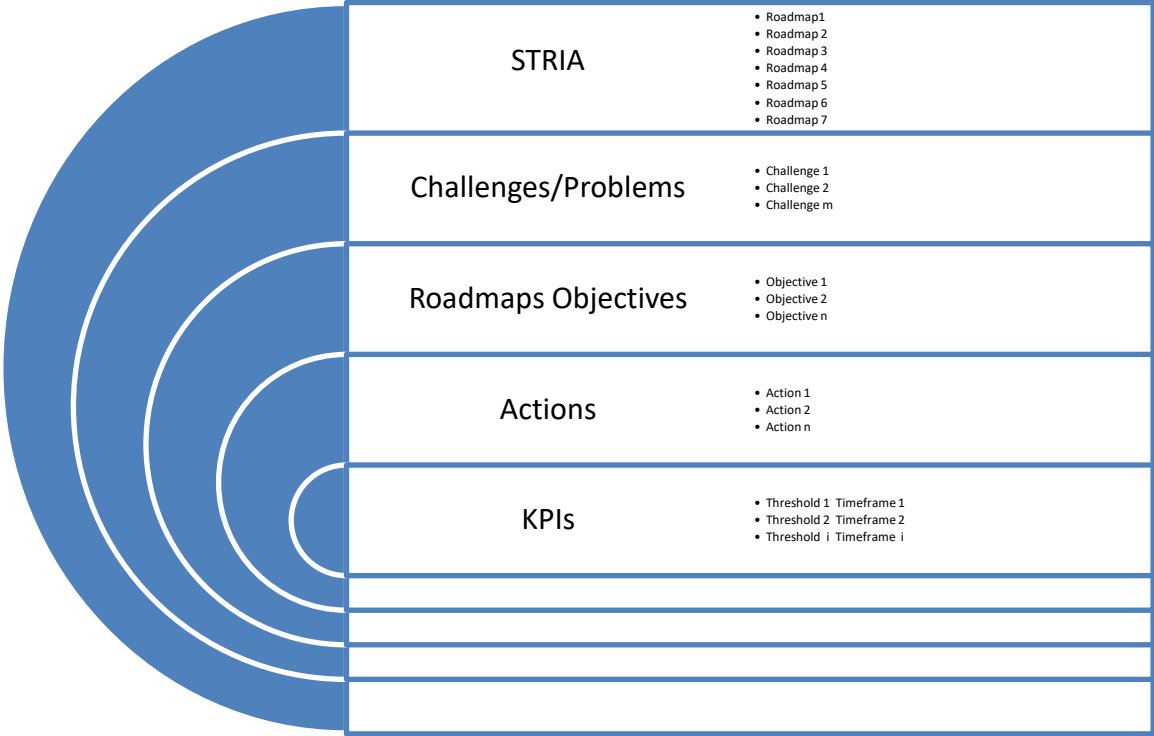 STRIA
• Roadmap1
• Roadmap 2
• Roadmap 3
• Roadmap 4
• Roadmap 5
• Roadmap 6
• Roadmap 7
Challenges/Problems
• Challenge 1
• Challenge 2
• Challenge m
Roadmaps Objectives
• Objective 1
• Objective 2
• Objective n
Actions
• Action 1
• Action 2
• Action n
KPIs
• Threshold 1 Timeframe 1
• Threshold 2 Timeframe 2
• Threshold i Timeframe i